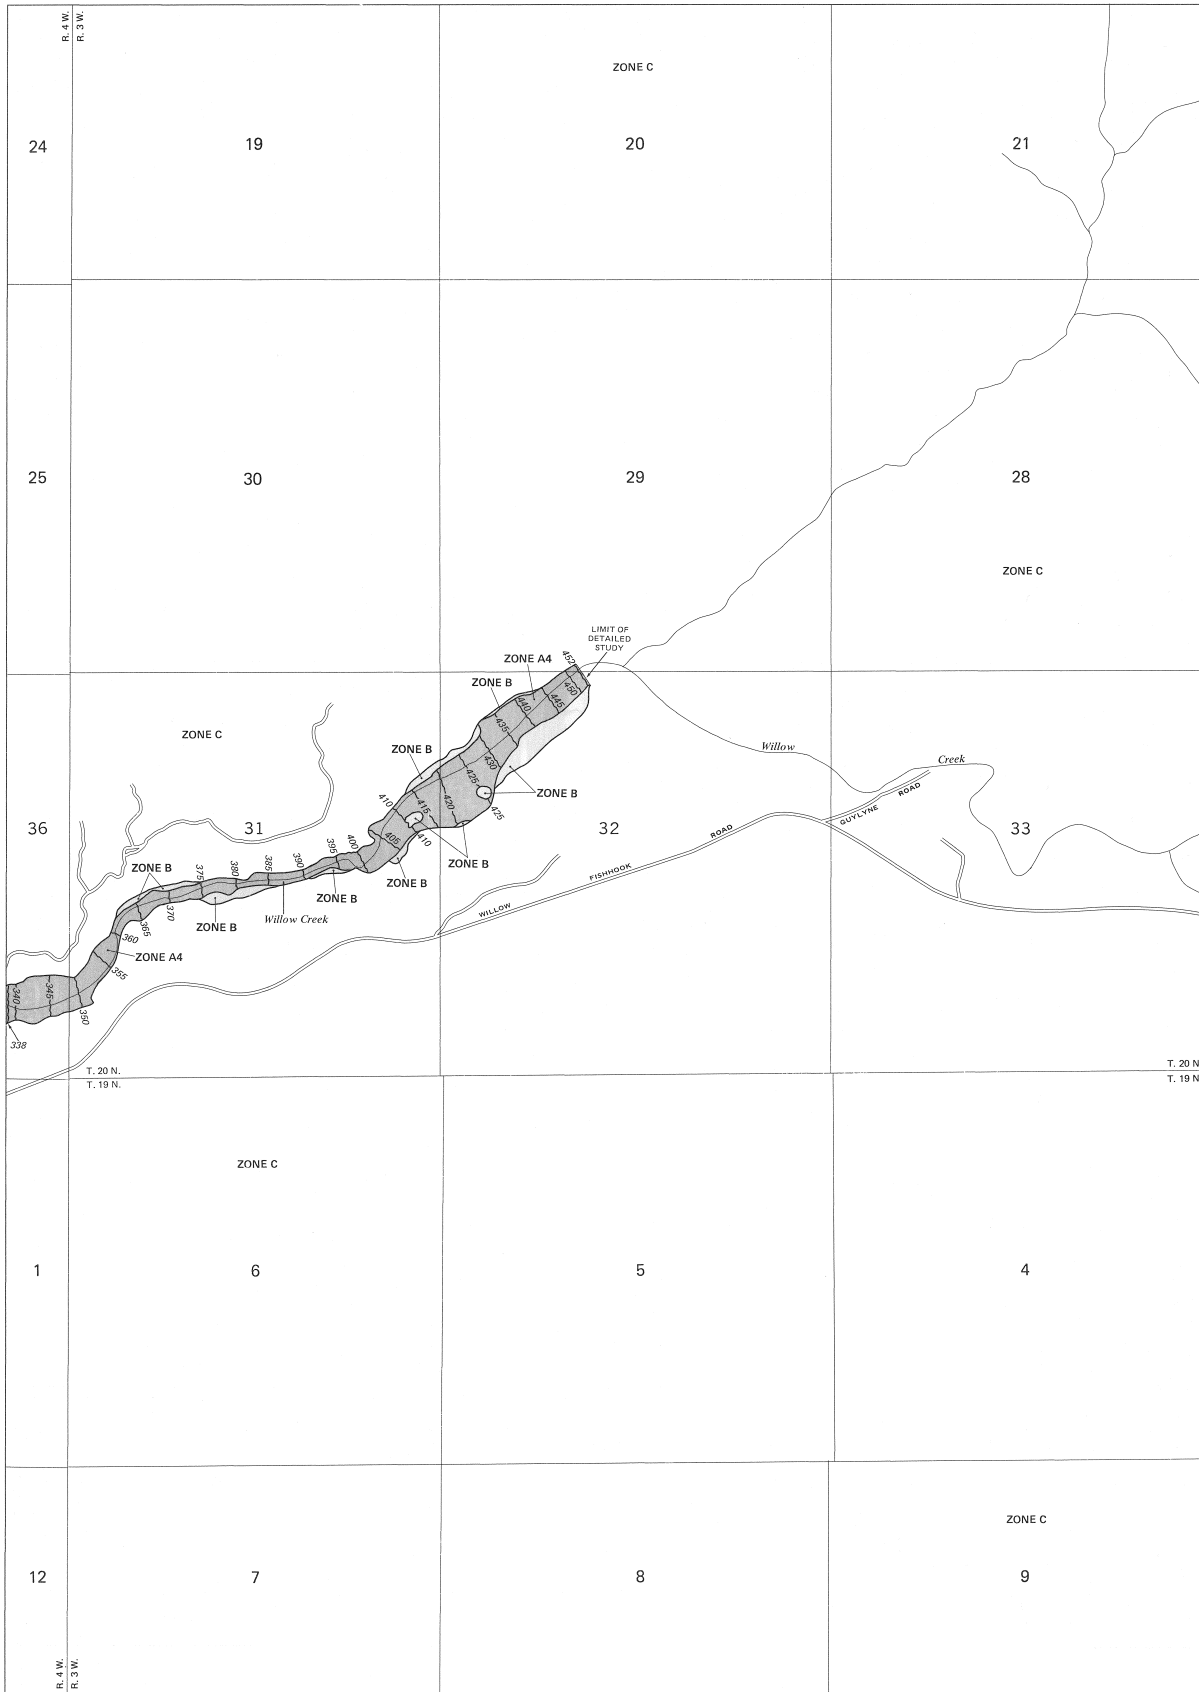 R. 4 W.
R. 3 W.
ZONE C
24
19
20
21
25
30
29
28
ZONE C
LIMIT OF
DETAILED
STUDY
ZONE A4
452
450
445
440
435
ZONE B
ZONE C
ZONE B
430
425
420
425
ZONE B
Willow
Creek
GUYLYNE ROAD
410
415
410
405
36
31
32
33
400
395
390
385
380
375
370
365
360
355
350
345
340
338
ZONE B
ZONE B
ZONE B
ZONE B
ZONE B
Willow Creek
ZONE A4
WILLOW FISHHOOK ROAD
T. 20 N.
T. 19 N.
T. 20 N
T. 19 N
ZONE C
1
6
5
4
ZONE C
12
7
8
9
R. 4 W.
R. 3 W.